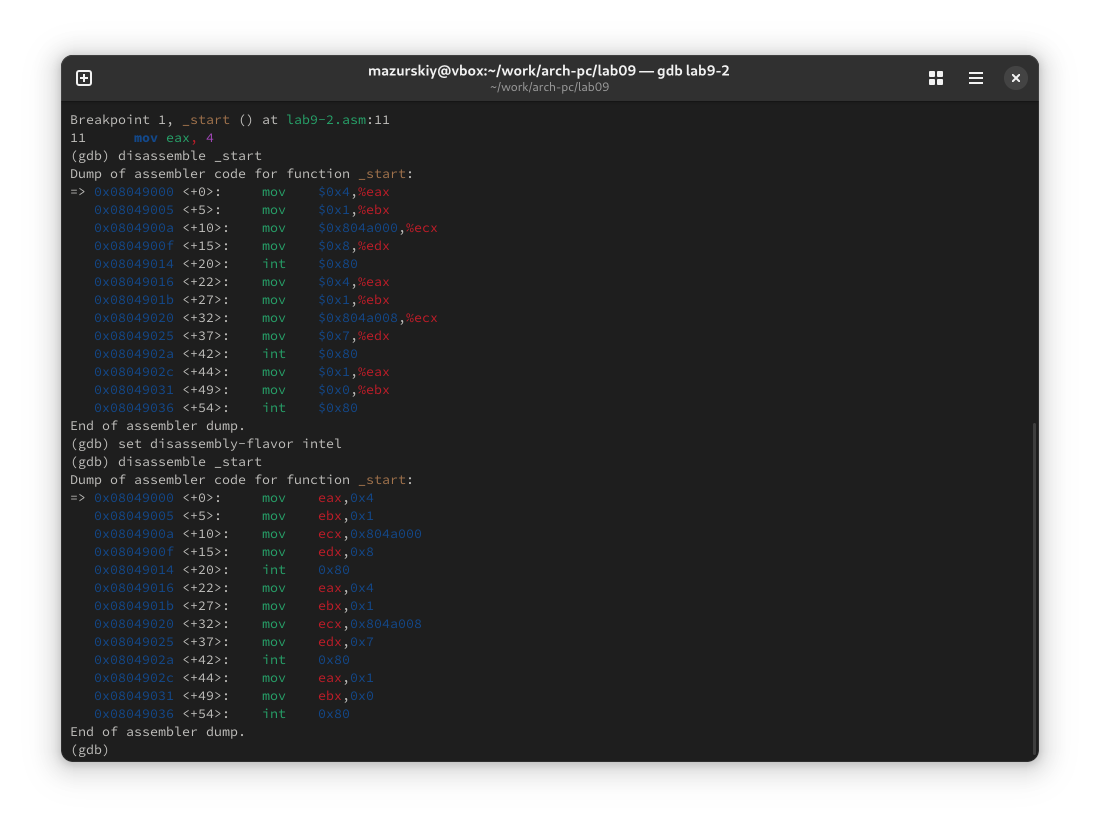 mazurskiy@vbox:~/work/arch-pc/lab09 — gdb lab9-2
~/work/arch-pc/lab09
Breakpoint 1, _start () at lab9-2.asm:11
11      mov eax, 4
(gdb) disassemble _start
Dump of assembler code for function _start:
=> 0x08049000 <+0>:     mov    $0x4,%eax
   0x08049005 <+5>:     mov    $0x1,%ebx
   0x0804900a <+10>:    mov    $0x804a000,%ecx
   0x0804900f <+15>:    mov    $0x8,%edx
   0x08049014 <+20>:    int    $0x80
   0x08049016 <+22>:    mov    $0x4,%eax
   0x0804901b <+27>:    mov    $0x1,%ebx
   0x08049020 <+32>:    mov    $0x804a008,%ecx
   0x08049025 <+37>:    mov    $0x7,%edx
   0x0804902a <+42>:    int    $0x80
   0x0804902c <+44>:    mov    $0x1,%eax
   0x08049031 <+49>:    mov    $0x0,%ebx
   0x08049036 <+54>:    int    $0x80
End of assembler dump.
(gdb) set disassembly-flavor intel
(gdb) disassemble _start
Dump of assembler code for function _start:
=> 0x08049000 <+0>:     mov    eax,0x4
   0x08049005 <+5>:     mov    ebx,0x1
   0x0804900a <+10>:    mov    ecx,0x804a000
   0x0804900f <+15>:    mov    edx,0x8
   0x08049014 <+20>:    int    0x80
   0x08049016 <+22>:    mov    eax,0x4
   0x0804901b <+27>:    mov    ebx,0x1
   0x08049020 <+32>:    mov    ecx,0x804a008
   0x08049025 <+37>:    mov    edx,0x7
   0x0804902a <+42>:    int    0x80
   0x0804902c <+44>:    mov    eax,0x1
   0x08049031 <+49>:    mov    ebx,0x0
   0x08049036 <+54>:    int    0x80
End of assembler dump.
(gdb)